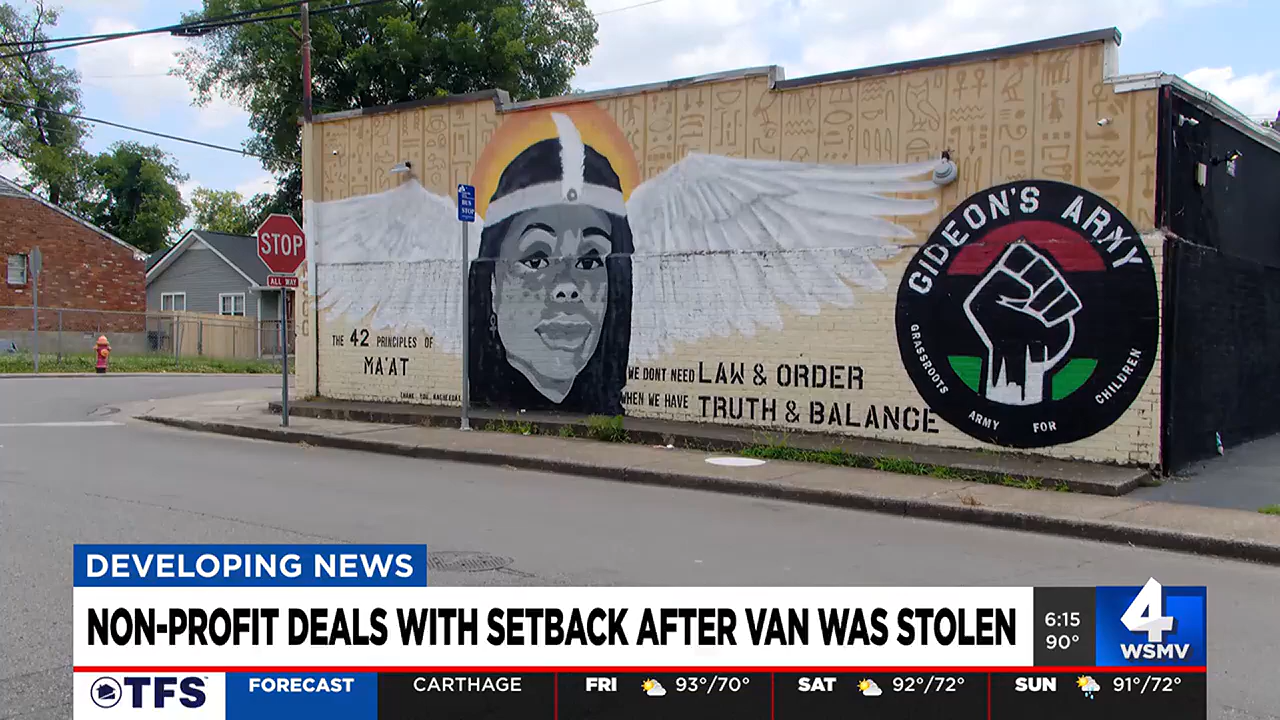 BUS STOP
STOP
ALL WAY
THE 42 PRINCIPLES OF
MA'AT
WE DONT NEED LAW & ORDER
WHEN WE HAVE TRUTH & BALANCE
GIDEON'S ARMY
GRASSROOTS ARMY FOR CHILDREN
DEVELOPING NEWS
NON-PROFIT DEALS WITH SETBACK AFTER VAN WAS STOLEN
6:15
90°
4
WSMV
TFS
FORECAST
CARTHAGE
FRI 93°/70°
SAT 92°/72°
SUN 91°/72°